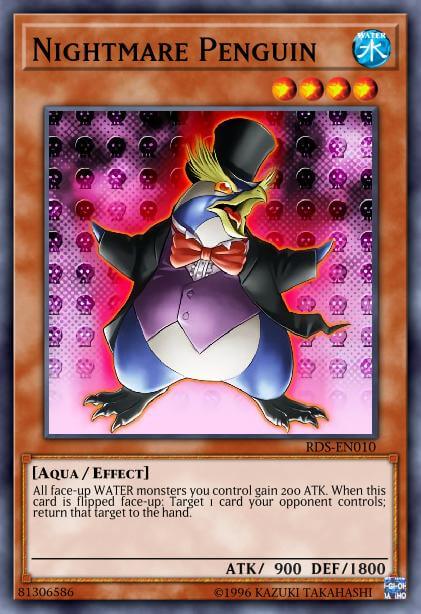 NIGHTMARE PENGUIN
WATER
水
RDS-EN010
[AQUA / EFFECT]
All face-up WATER monsters you control gain 200 ATK. When this
card is flipped face-up: Target 1 card your opponent controls;
return that target to the hand.
ATK/ 900 DEF/1800
81306586
©1996 KAZUKI TAKAHASHI